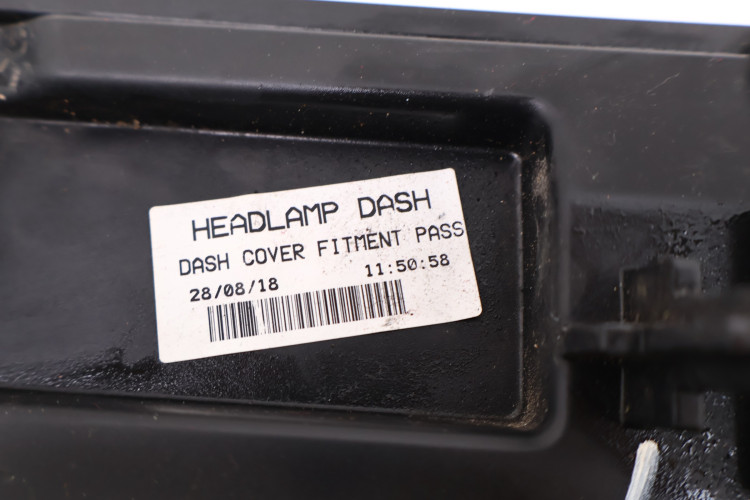 HEADLAMP DASH
DASH COVER FITMENT PASS
28/08/18 11:50:58